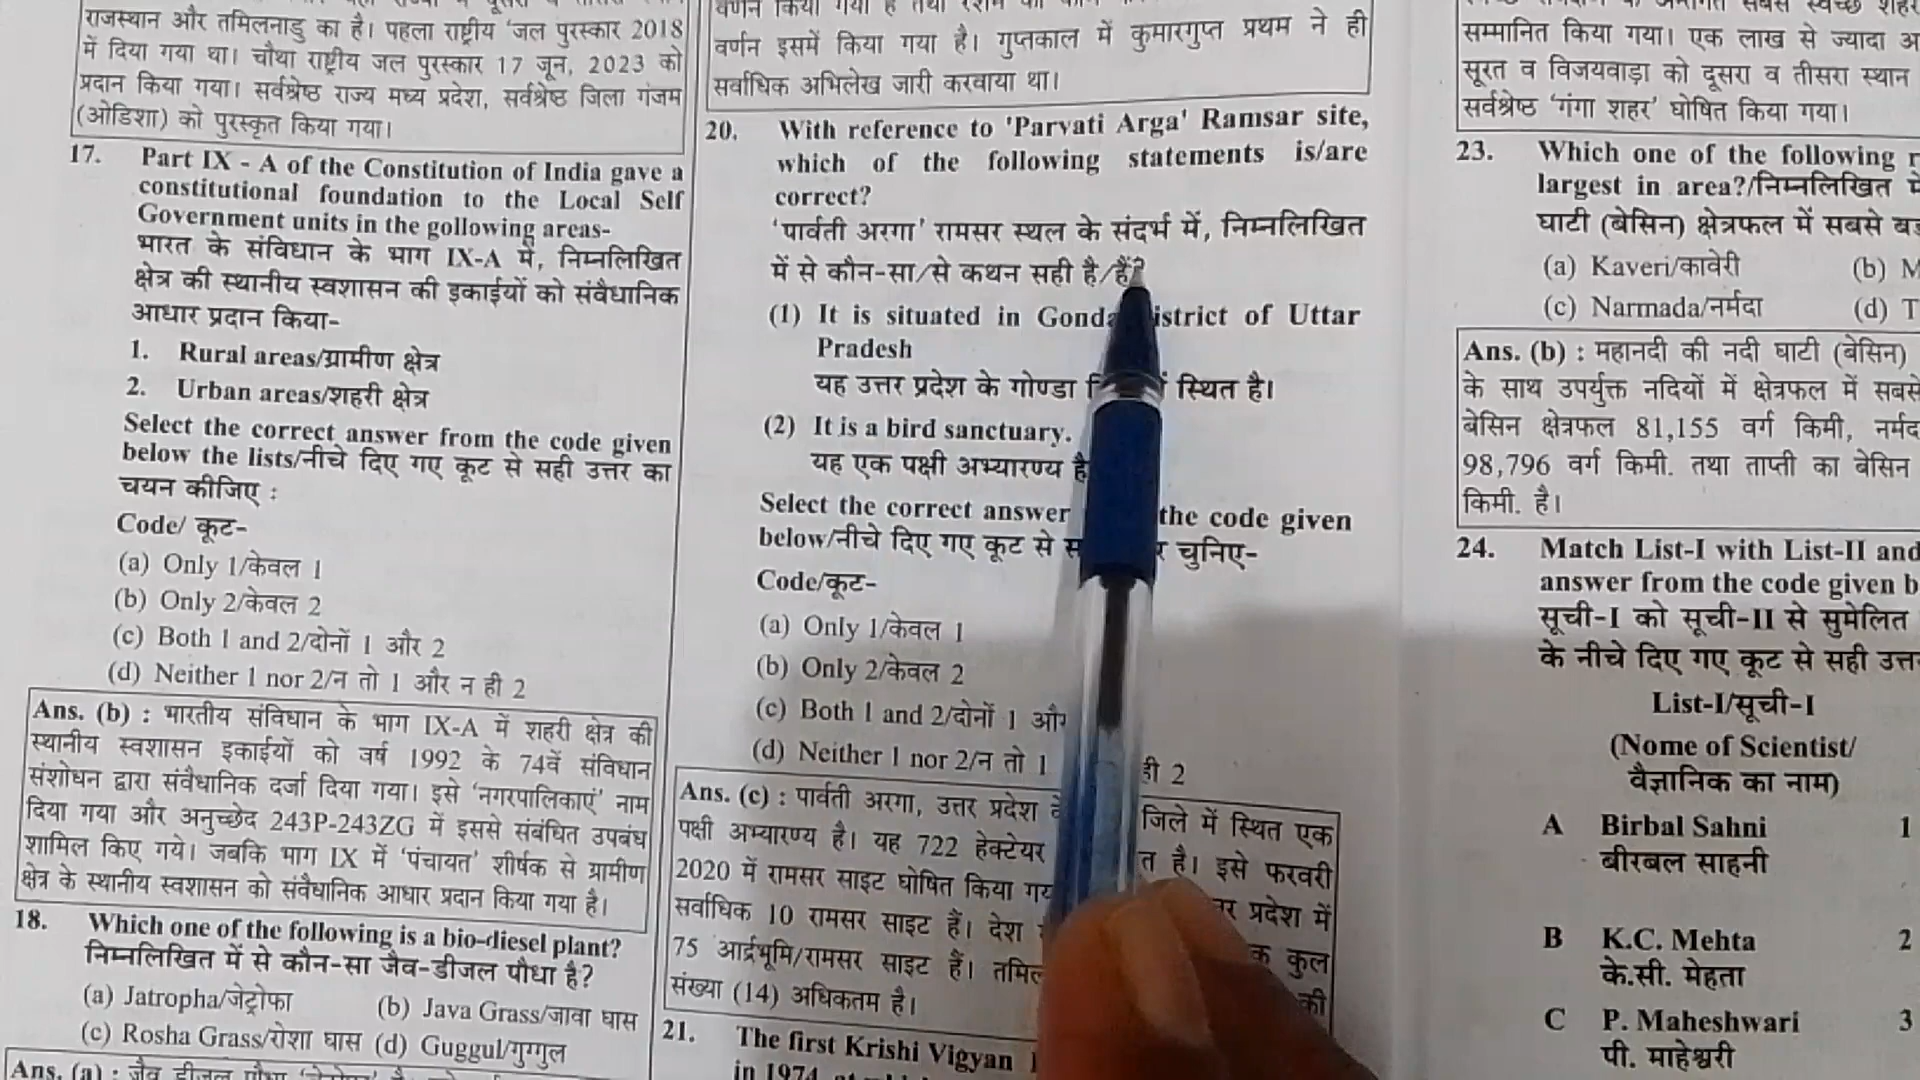 राजस्थान और तमिलनाडु का है। पहला राष्ट्रीय 'जल पुरस्कार 2018
में दिया गया था। चौथा राष्ट्रीय जल पुरस्कार 17 जून, 2023 को
प्रदान किया गया। सर्वश्रेष्ठ राज्य मध्य प्रदेश, सर्वश्रेष्ठ जिला गंजम
(ओडिशा) को पुरस्कृत किया गया।
17. Part IX - A of the Constitution of India gave a
constitutional foundation to the Local Self
Government units in the gollowing areas-
भारत के संविधान के भाग IX-A में, निम्नलिखित
क्षेत्र की स्थानीय स्वशासन की इकाईयों को संवैधानिक
आधार प्रदान किया-
1. Rural areas/ग्रामीण क्षेत्र
2. Urban areas/शहरी क्षेत्र
Select the correct answer from the code given
below the lists/नीचे दिए गए कूट से सही उत्तर का
चयन कीजिए :
Code/ कूट-
(a) Only 1/केवल 1
(b) Only 2/केवल 2
(c) Both 1 and 2/दोनों 1 और 2
(d) Neither 1 nor 2/न तो 1 और न ही 2
Ans. (b) : भारतीय संविधान के भाग IX-A में शहरी क्षेत्र की
स्थानीय स्वशासन इकाईयों को वर्ष 1992 के 74वें संविधान
संशोधन द्वारा संवैधानिक दर्जा दिया गया। इसे 'नगरपालिकाएं' नाम
दिया गया और अनुच्छेद 243P-243ZG में इससे संबंधित उपबंध
शामिल किए गये। जबकि भाग IX में 'पंचायत' शीर्षक से ग्रामीण
क्षेत्र के स्थानीय स्वशासन को संवैधानिक आधार प्रदान किया गया है।
18. Which one of the following is a bio-diesel plant?
निम्नलिखित में से कौन-सा जैव-डीजल पौधा है?
(a) Jatropha/जेट्रोफा (b) Java Grass/जावा घास
(c) Rosha Grass/रोशा घास (d) Guggul/गुग्गुल
Ans. (a) : जैव डीजल पौधा
वर्णन इसमें किया गया है। गुप्तकाल में कुमारगुप्त प्रथम ने ही
सर्वाधिक अभिलेख जारी करवाया था।
20. With reference to 'Parvati Arga' Ramsar site,
which of the following statements is/are
correct?
'पार्वती अरगा' रामसर स्थल के संदर्भ में, निम्नलिखित
में से कौन-सा/से कथन सही है/हैं?
(1) It is situated in Gonda district of Uttar
Pradesh
यह उत्तर प्रदेश के गोण्डा स्थित है।
(2) It is a bird sanctuary.
यह एक पक्षी अभ्यारण्य है
Select the correct answer the code given
below/नीचे दिए गए कूट से चुनिए-
Code/कूट-
(a) Only 1/केवल 1
(b) Only 2/केवल 2
(c) Both 1 and 2/दोनों 1 और
(d) Neither 1 nor 2/न तो 1 ही 2
Ans. (c) : पार्वती अरगा, उत्तर प्रदेश जिले में स्थित एक
पक्षी अभ्यारण्य है। यह 722 हेक्टेयर है। इसे फरवरी
2020 में रामसर साइट घोषित किया प्रदेश में
सर्वाधिक 10 रामसर साइट हैं। देश कुल
75 आर्द्रभूमि/रामसर साइट हैं। की
संख्या (14) अधिकतम है।
21. The first Krishi Vigyan
in 1974,
सम्मानित किया गया। एक लाख से ज्यादा
सूरत व विजयवाड़ा को दूसरा व तीसरा स्थान
सर्वश्रेष्ठ 'गंगा शहर' घोषित किया गया।
23. Which one of the following
largest in area?/निम्नलिखित
घाटी (बेसिन) क्षेत्रफल में सबसे
(a) Kaveri/कावेरी (b)
(c) Narmada/नर्मदा (d)
Ans. (b) : महानदी की नदी घाटी (बेसिन)
के साथ उपर्युक्त नदियों में क्षेत्रफल में सबसे
बेसिन क्षेत्रफल 81,155 वर्ग किमी,
98,796 वर्ग किमी. तथा ताप्ती का बेसिन
किमी. है।
24. Match List-I with List-II and
answer from the code given
सूची-I को सूची-II से सुमेलित
के नीचे दिए गए कूट से सही
List-I/सूची-I
(Nome of Scientist/
वैज्ञानिक का नाम)
A Birbal Sahni 1
बीरबल साहनी
B K.C. Mehta 2
के.सी. मेहता
C P. Maheshwari 3
पी. माहेश्वरी